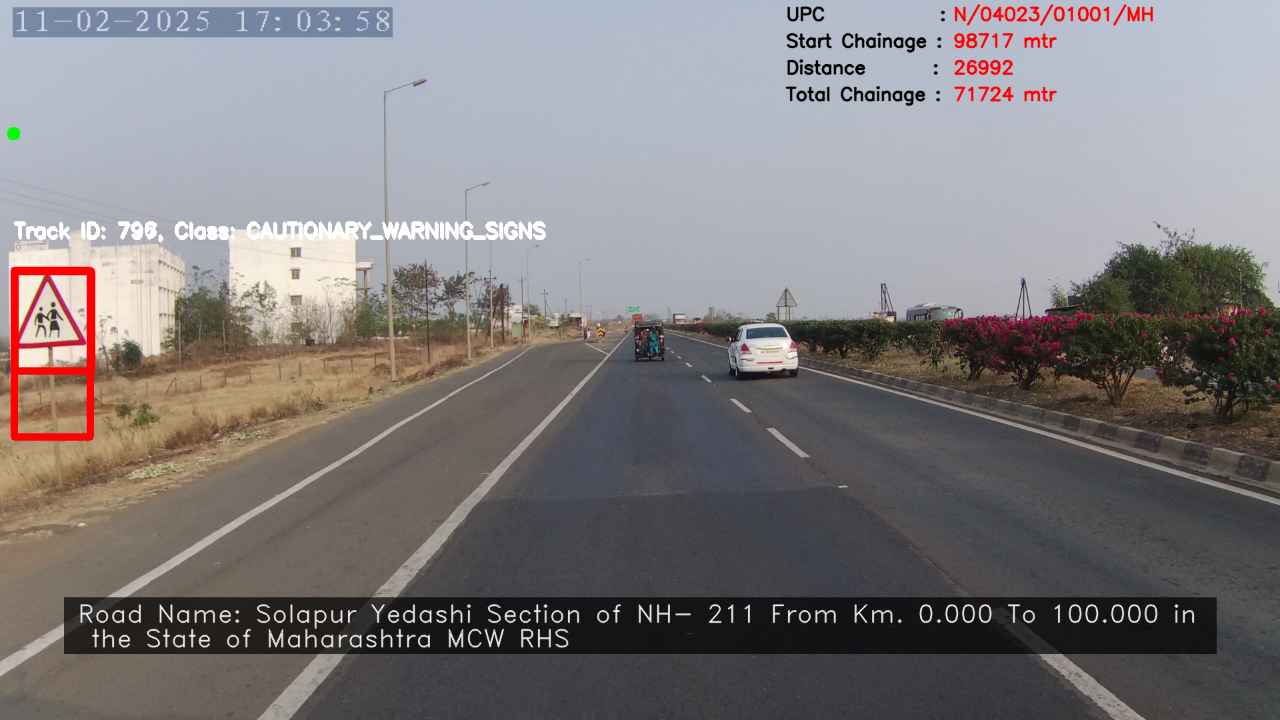 11-02-2025 17:03:58
UPC : N/04023/01001/MH
Start Chainage : 98717 mtr
Distance : 26992
Total Chainage : 71724 mtr
Track ID: 796, Class: CAUTIONARY_WARNING_SIGNS
Road Name: Solapur Yedashi Section of NH- 211 From Km. 0.000 To 100.000 in
the State of Maharashtra MCW RHS